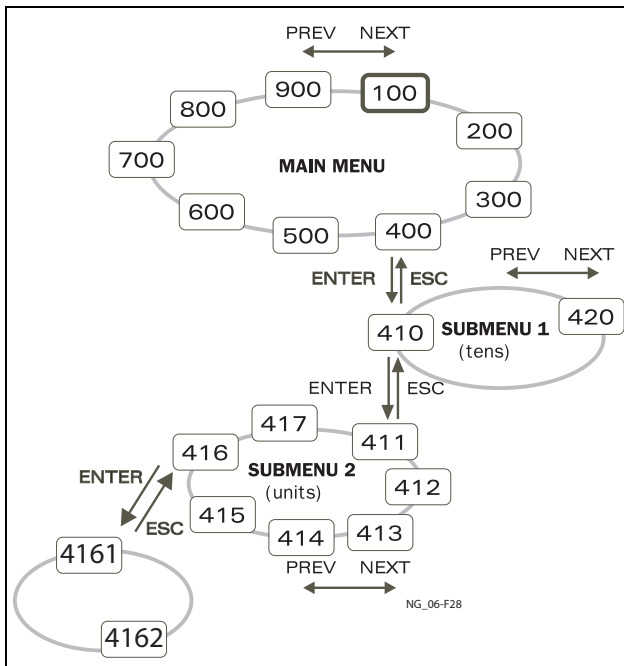 PREV NEXT
900
100
800
200
MAIN MENU
700
300
600
500
400
PREV NEXT
ENTER ESC
420
410
SUBMENU 1
(tens)
ENTER ESC
417
411
416
SUBMENU 2
(units)
412
ENTER
ESC
415
414
413
PREV NEXT
4161
4162
NG_06-F28